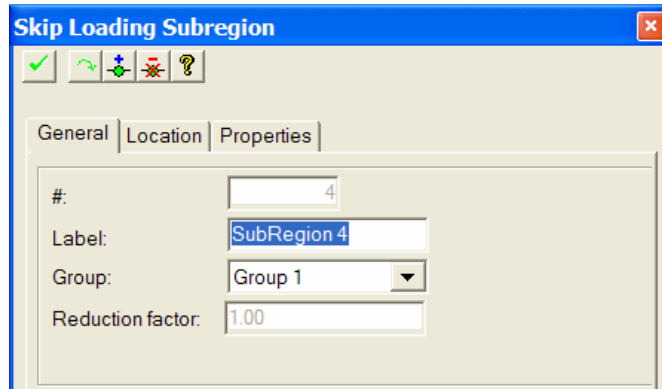 Skip Loading Subregion
General Location Properties
#: 4
Label: SubRegion 4
Group: Group 1
Reduction factor: 1.00